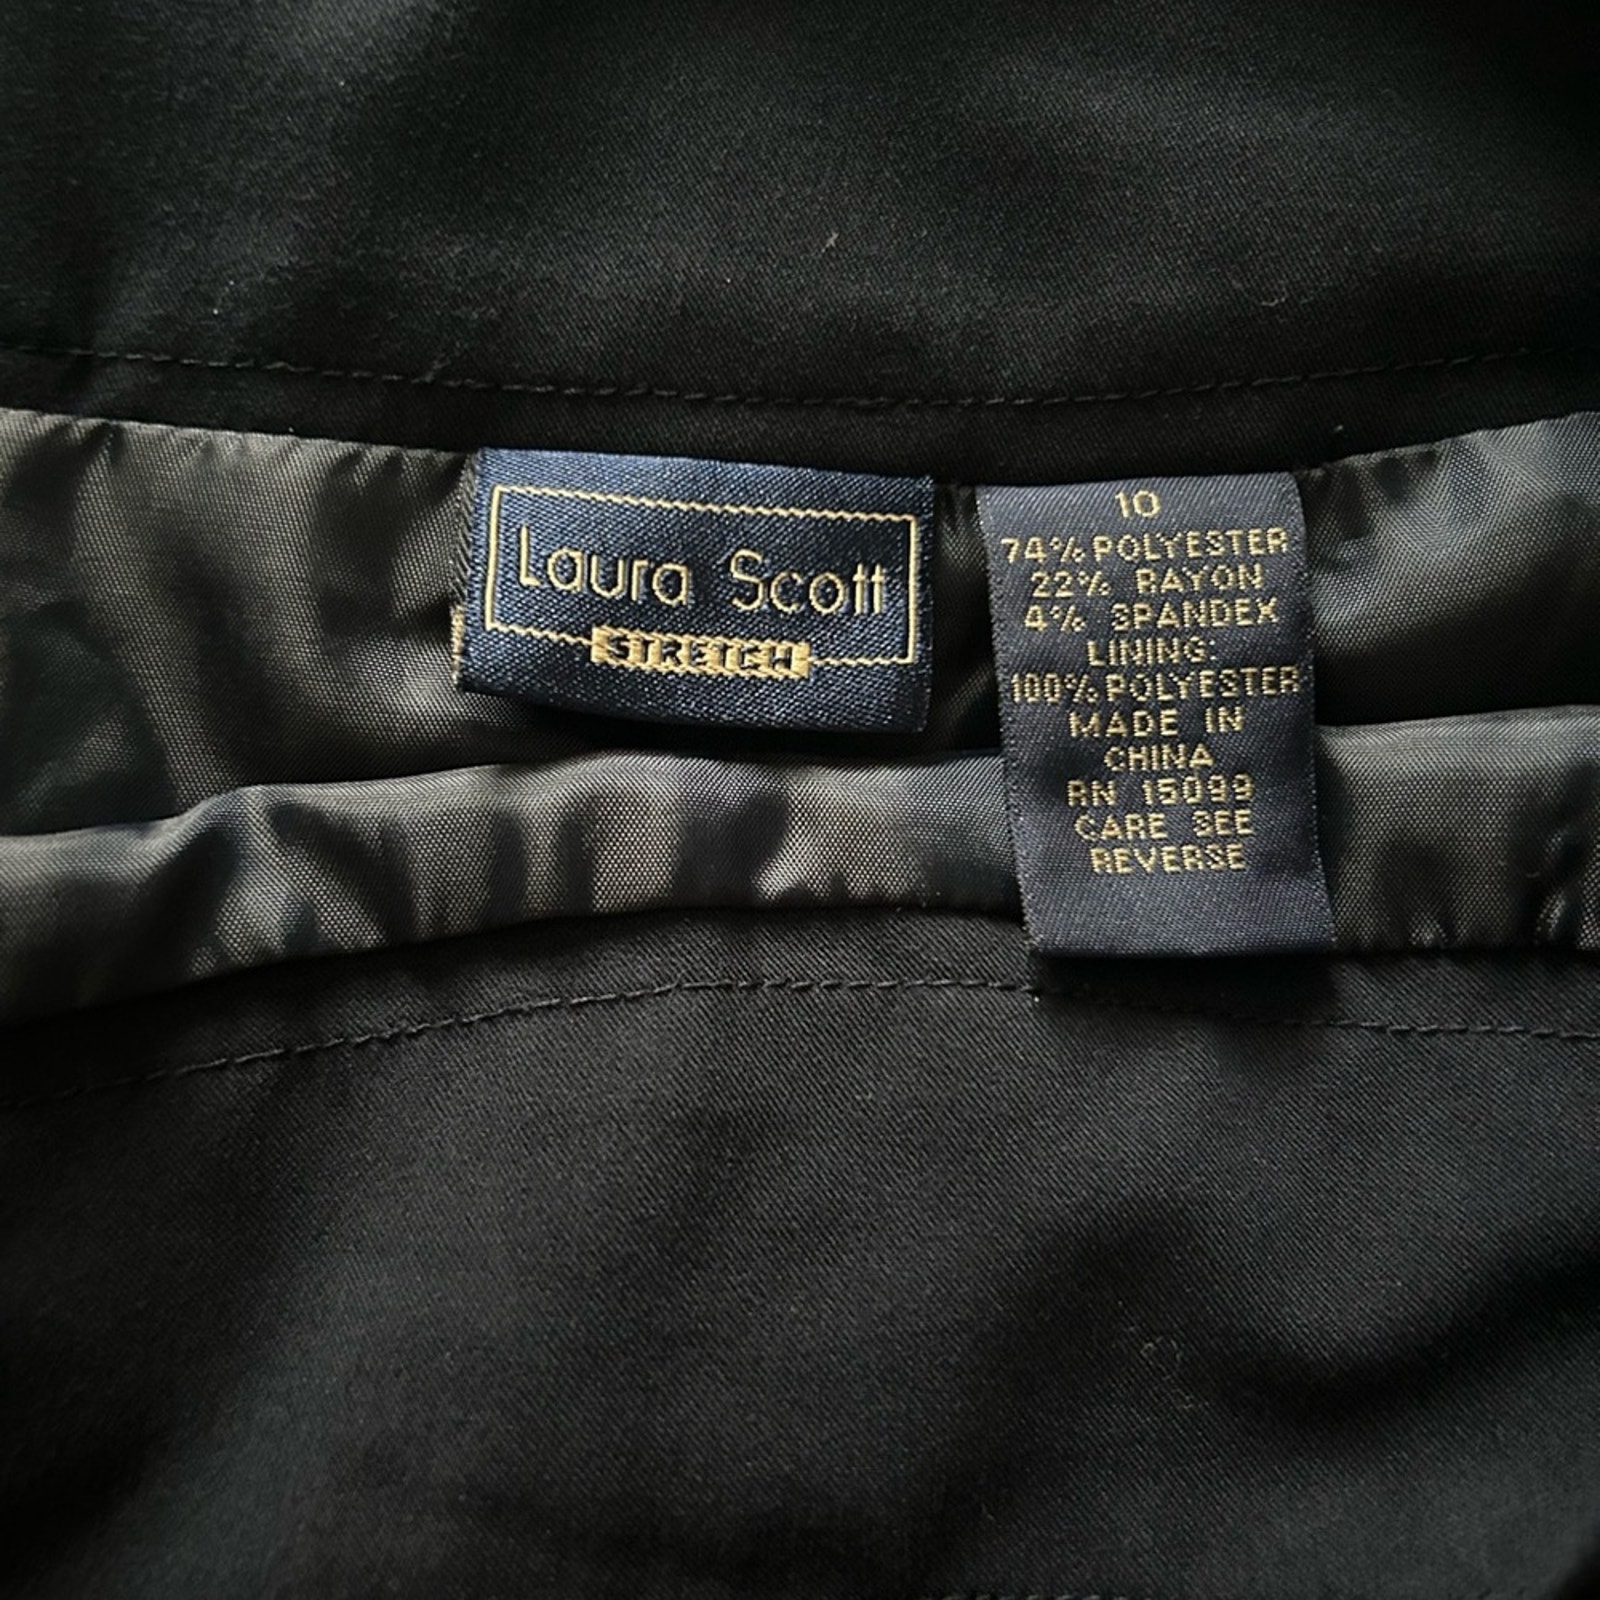 Laura Scott
STRETCH
10
74% POLYESTER
22% RAYON
4% SPANDEX
LINING:
100% POLYESTER
MADE IN
CHINA
RN 15099
CARE SEE
REVERSE